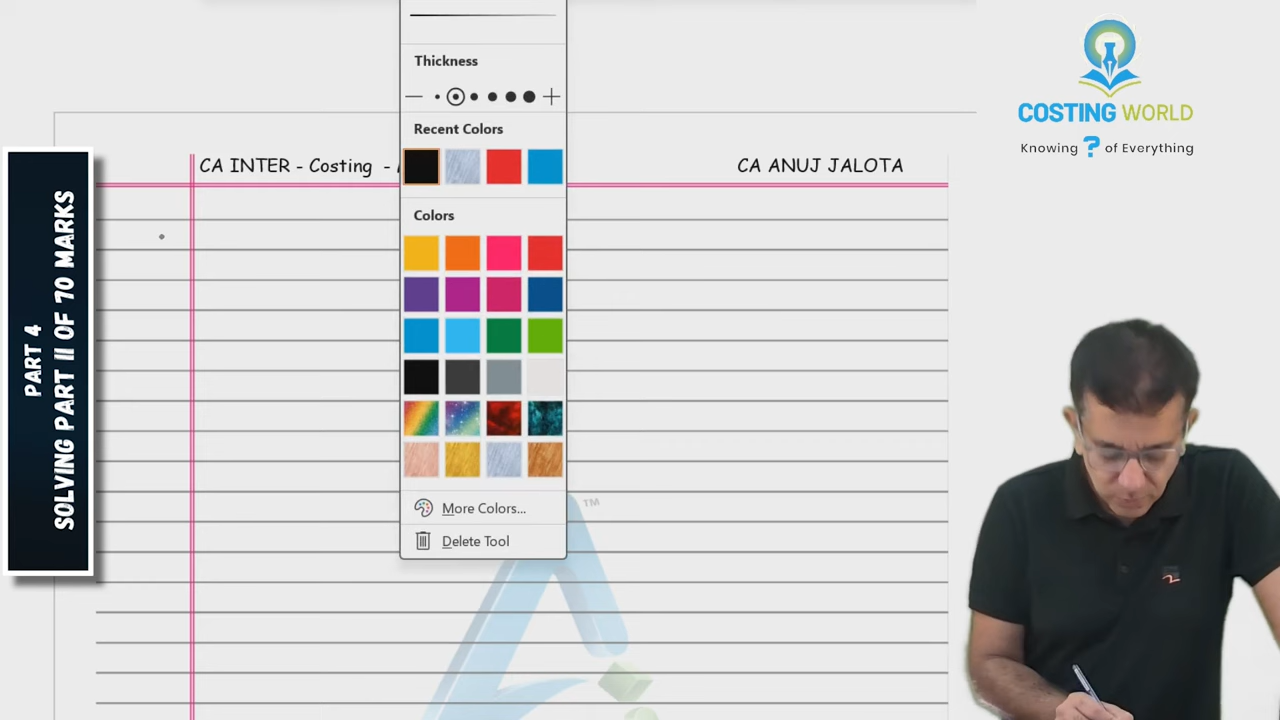 Thickness
Recent Colors
CA INTER - Costing -
CA ANUJ JALOTA
Colors
More Colors...
Delete Tool
TM
PART 4
SOLVING PART II OF 70 MARKS
COSTING WORLD
Knowing ? of Everything